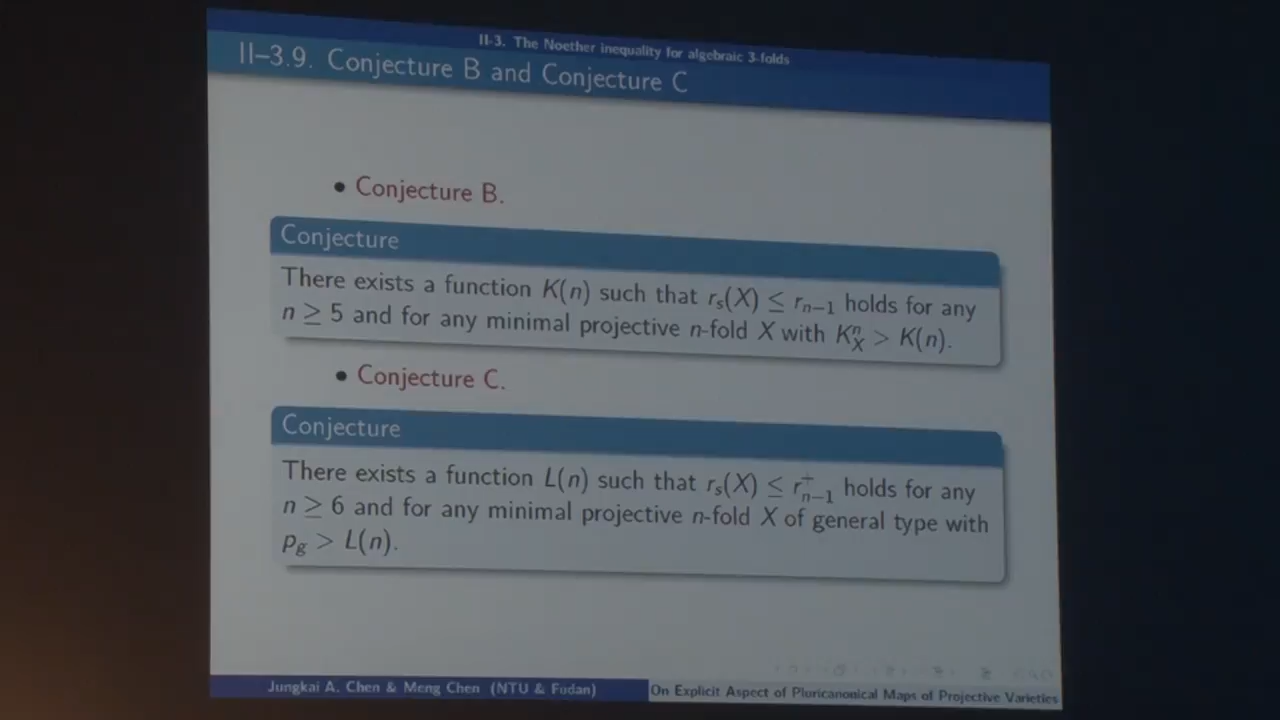 II-3. The Noether inequality for algebraic 3-folds
II–3.9. Conjecture B and Conjecture C
• Conjecture B.
Conjecture
There exists a function K(n) such that r_s(X) ≤ r_{n−1} holds for any
n ≥ 5 and for any minimal projective n-fold X with K_X^n > K(n).
• Conjecture C.
Conjecture
There exists a function L(n) such that r_s(X) ≤ r_{n−1}^+ holds for any
n ≥ 6 and for any minimal projective n-fold X of general type with
p_g > L(n).
Jungkai A. Chen & Meng Chen (NTU & Fudan)
On Explicit Aspect of Pluricanonical Maps of Projective Varieties